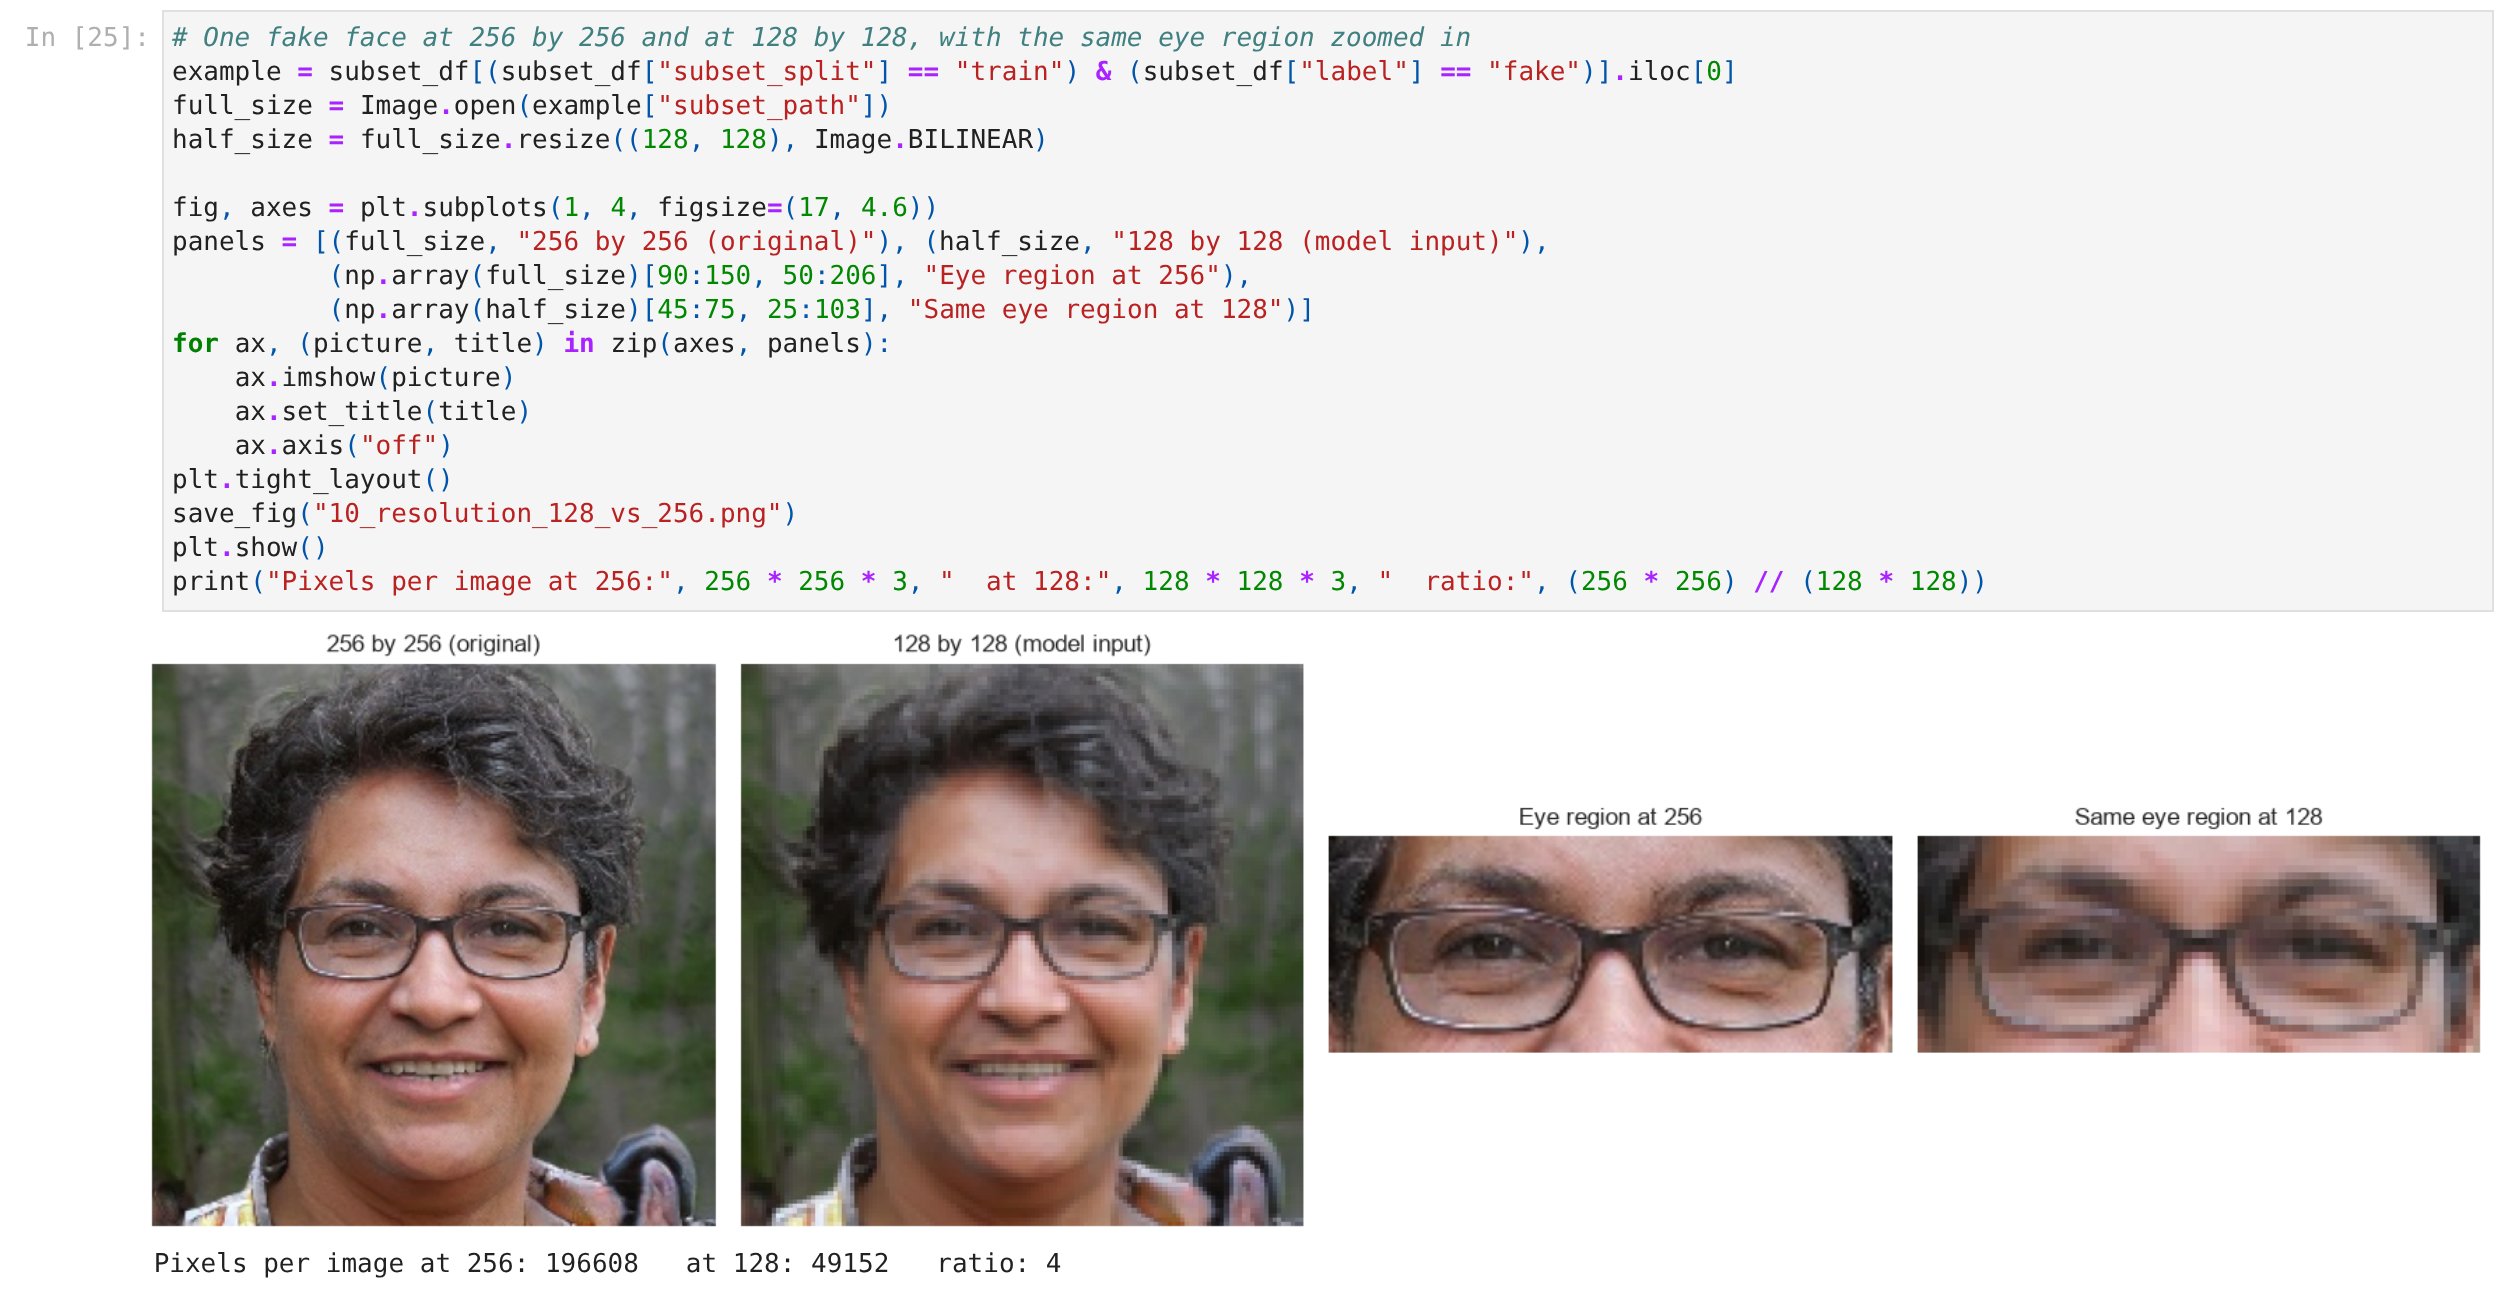 In [25]:
# One fake face at 256 by 256 and at 128 by 128, with the same eye region zoomed in
example = subset_df[(subset_df["subset_split"] == "train") & (subset_df["label"] == "fake")].iloc[0]
full_size = Image.open(example["subset_path"])
half_size = full_size.resize((128, 128), Image.BILINEAR)
fig, axes = plt.subplots(1, 4, figsize=(17, 4.6))
panels = [(full_size, "256 by 256 (original)"), (half_size, "128 by 128 (model input)"),
          (np.array(full_size)[90:150, 50:206], "Eye region at 256"),
          (np.array(half_size)[45:75, 25:103], "Same eye region at 128")]
for ax, (picture, title) in zip(axes, panels):
    ax.imshow(picture)
    ax.set_title(title)
    ax.axis("off")
plt.tight_layout()
save_fig("10_resolution_128_vs_256.png")
plt.show()
print("Pixels per image at 256:", 256 * 256 * 3, "  at 128:", 128 * 128 * 3, "  ratio:", (256 * 256) // (128 * 128))
256 by 256 (original)
128 by 128 (model input)
Eye region at 256
Same eye region at 128
Pixels per image at 256: 196608   at 128: 49152   ratio: 4